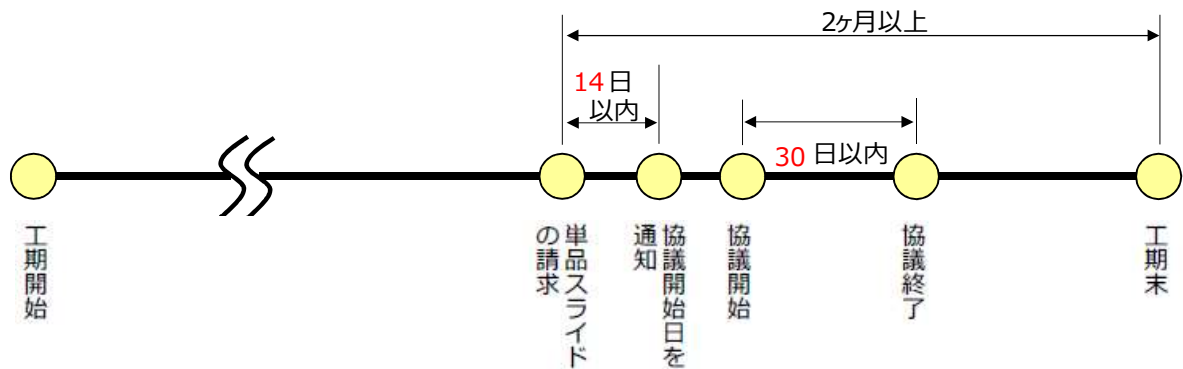 2ヶ月以上
14日
以内
30日以内
工期開始
単品スライド
の請求
協議開始日を
通知
協議開始
協議終了
工期末